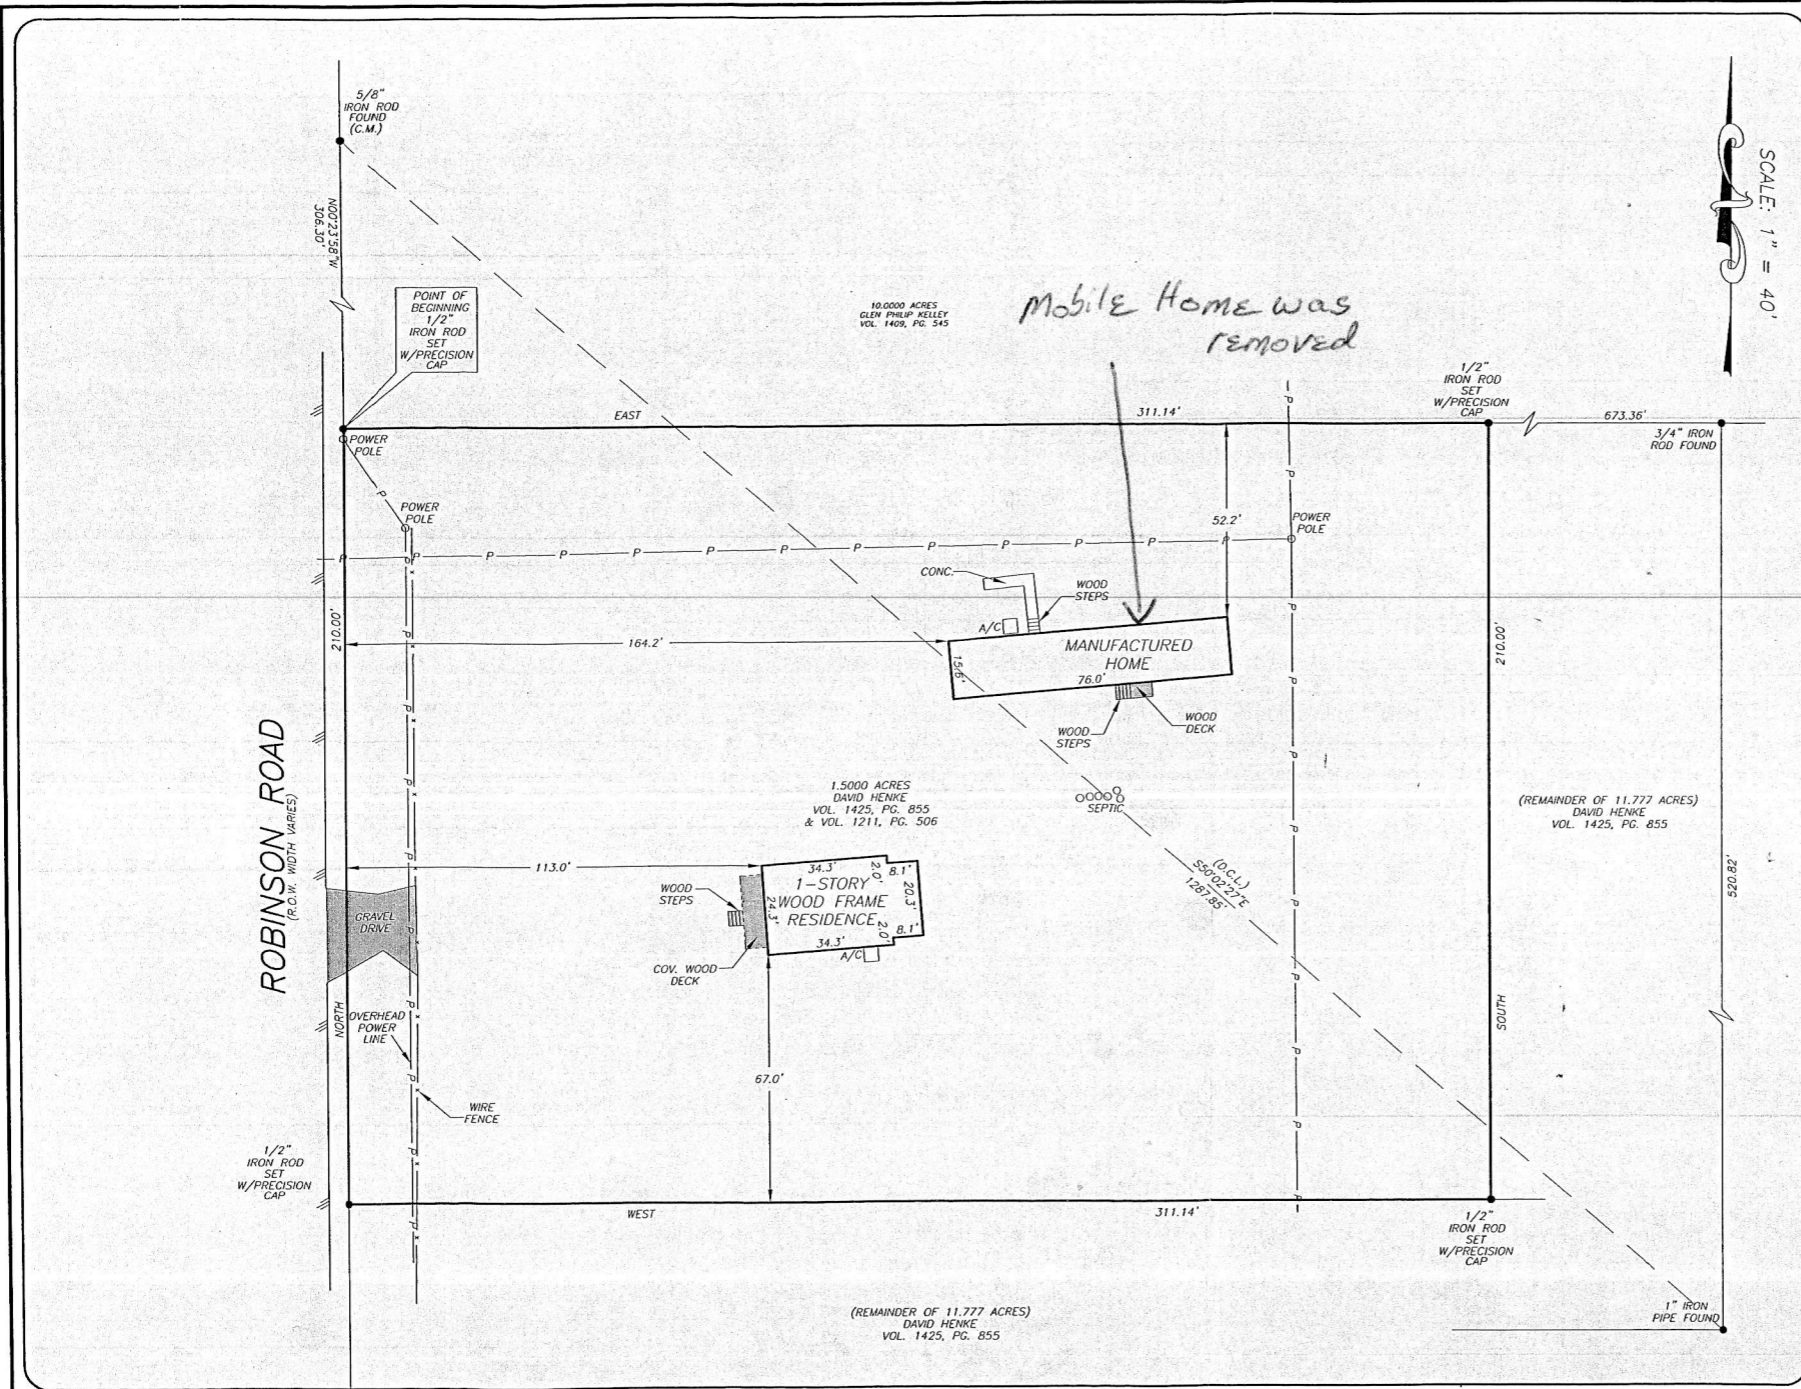 5/8"
IRON ROD
FOUND
(C.M.)
N00°23'58"W
306.30'
SCALE: 1" = 40'
POINT OF
BEGINNING
1/2"
IRON ROD
SET
W/PRECISION
CAP
10.0000 ACRES
GLEN PHILIP KELLEY
VOL. 1409, PG. 545
Mobile Home was
removed
1/2"
IRON ROD
SET
W/PRECISION
CAP
EAST
311.14'
673.36'
3/4" IRON
ROD FOUND
POWER
POLE
POWER
POLE
52.2'
POWER
POLE
P P P P P P P P P P P P P
CONC.
WOOD
STEPS
A/C
210.00'
164.2'
MANUFACTURED
HOME
15.6'
76.0'
210.00'
WOOD
STEPS
WOOD
DECK
ROBINSON ROAD
(R.O.W. WIDTH VARIES)
1.5000 ACRES
DAVID HENKE
VOL. 1425, PG. 855
& VOL. 1211, PG. 506
SEPTIC
(REMAINDER OF 11.777 ACRES)
DAVID HENKE
VOL. 1425, PG. 855
113.0'
34.3'
2.0'
8.1'
1-STORY
WOOD FRAME
RESIDENCE
24.3'
20.3'
2.0'
8.1'
34.3'
A/C
WOOD
STEPS
COV. WOOD
DECK
(D.C.L.)
S50°02'27"E
1287.85'
520.82'
GRAVEL
DRIVE
NORTH
OVERHEAD
POWER
LINE
SOUTH
67.0'
WIRE
FENCE
1/2"
IRON ROD
SET
W/PRECISION
CAP
WEST
311.14'
1/2"
IRON ROD
SET
W/PRECISION
CAP
(REMAINDER OF 11.777 ACRES)
DAVID HENKE
VOL. 1425, PG. 855
1" IRON
PIPE FOUND